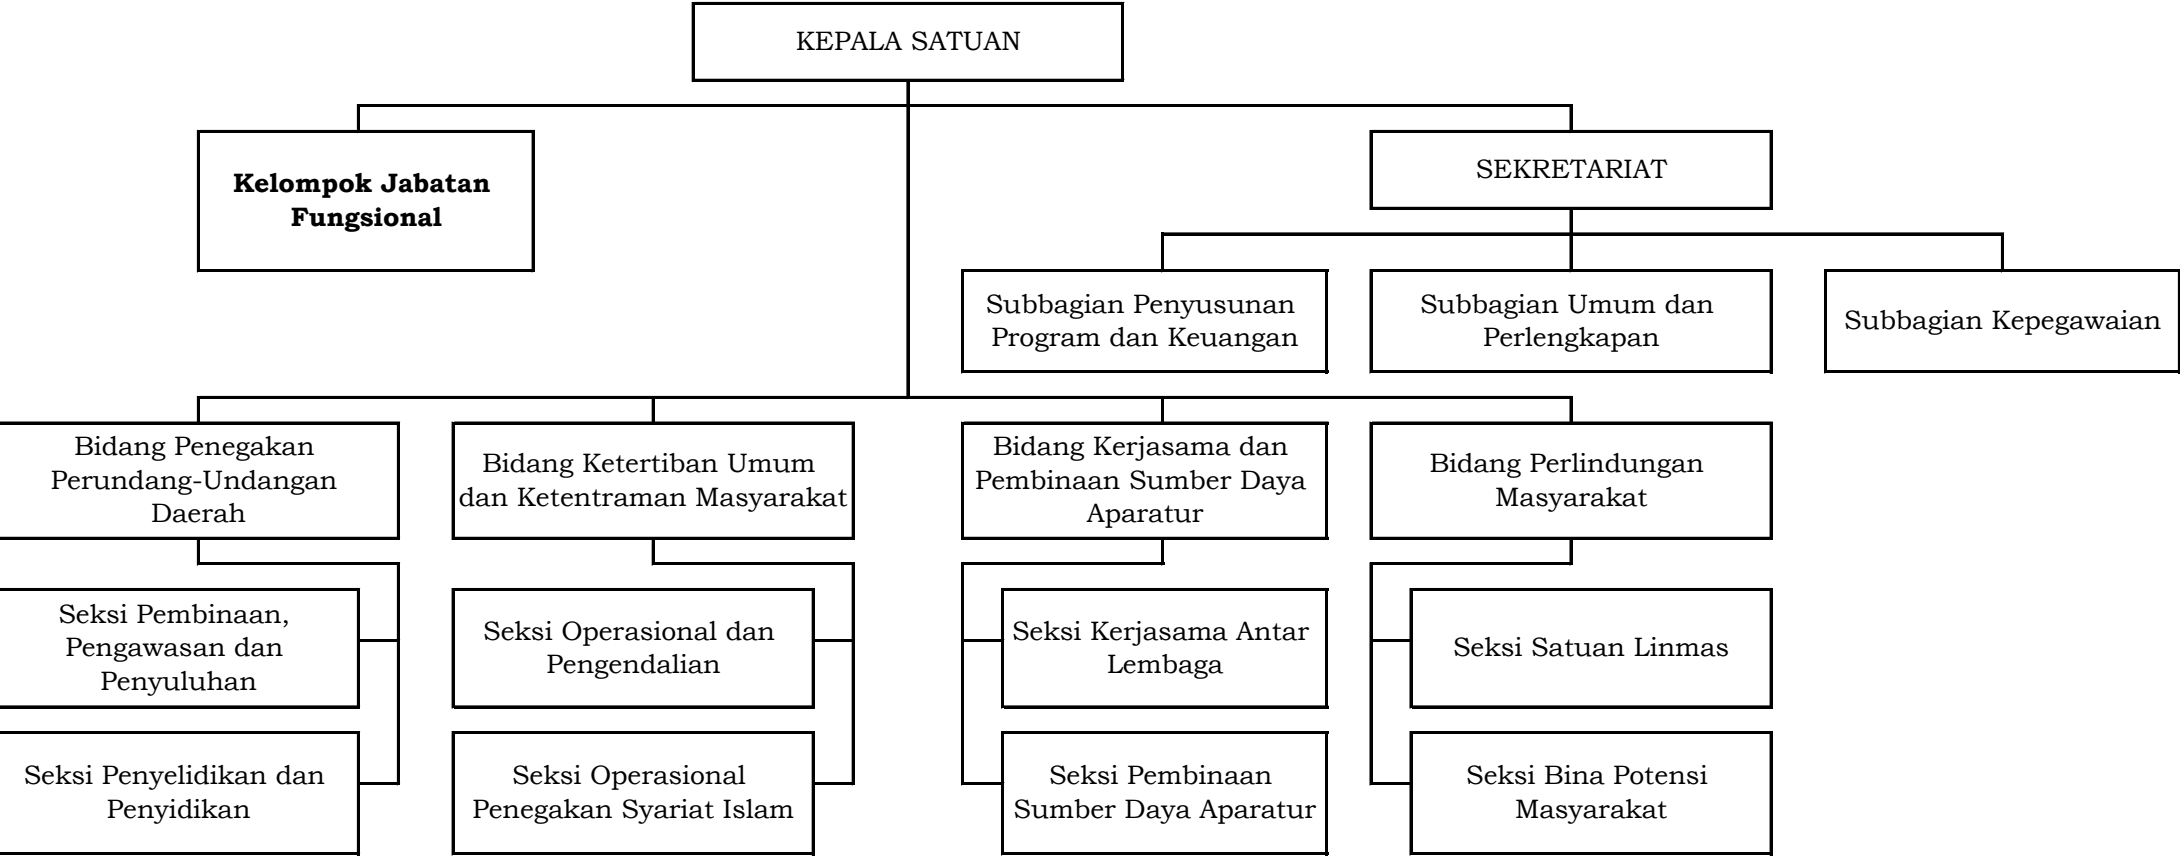 KEPALA SATUAN
Kelompok Jabatan
Fungsional
SEKRETARIAT
Subbagian Penyusunan
Program dan Keuangan
Subbagian Umum dan
Perlengkapan
Subbagian Kepegawaian
Bidang Penegakan
Perundang-Undangan
Daerah
Bidang Ketertiban Umum
dan Ketentraman Masyarakat
Bidang Kerjasama dan
Pembinaan Sumber Daya
Aparatur
Bidang Perlindungan
Masyarakat
Seksi Pembinaan,
Pengawasan dan
Penyuluhan
Seksi Operasional dan
Pengendalian
Seksi Kerjasama Antar
Lembaga
Seksi Satuan Linmas
Seksi Penyelidikan dan
Penyidikan
Seksi Operasional
Penegakan Syariat Islam
Seksi Pembinaan
Sumber Daya Aparatur
Seksi Bina Potensi
Masyarakat